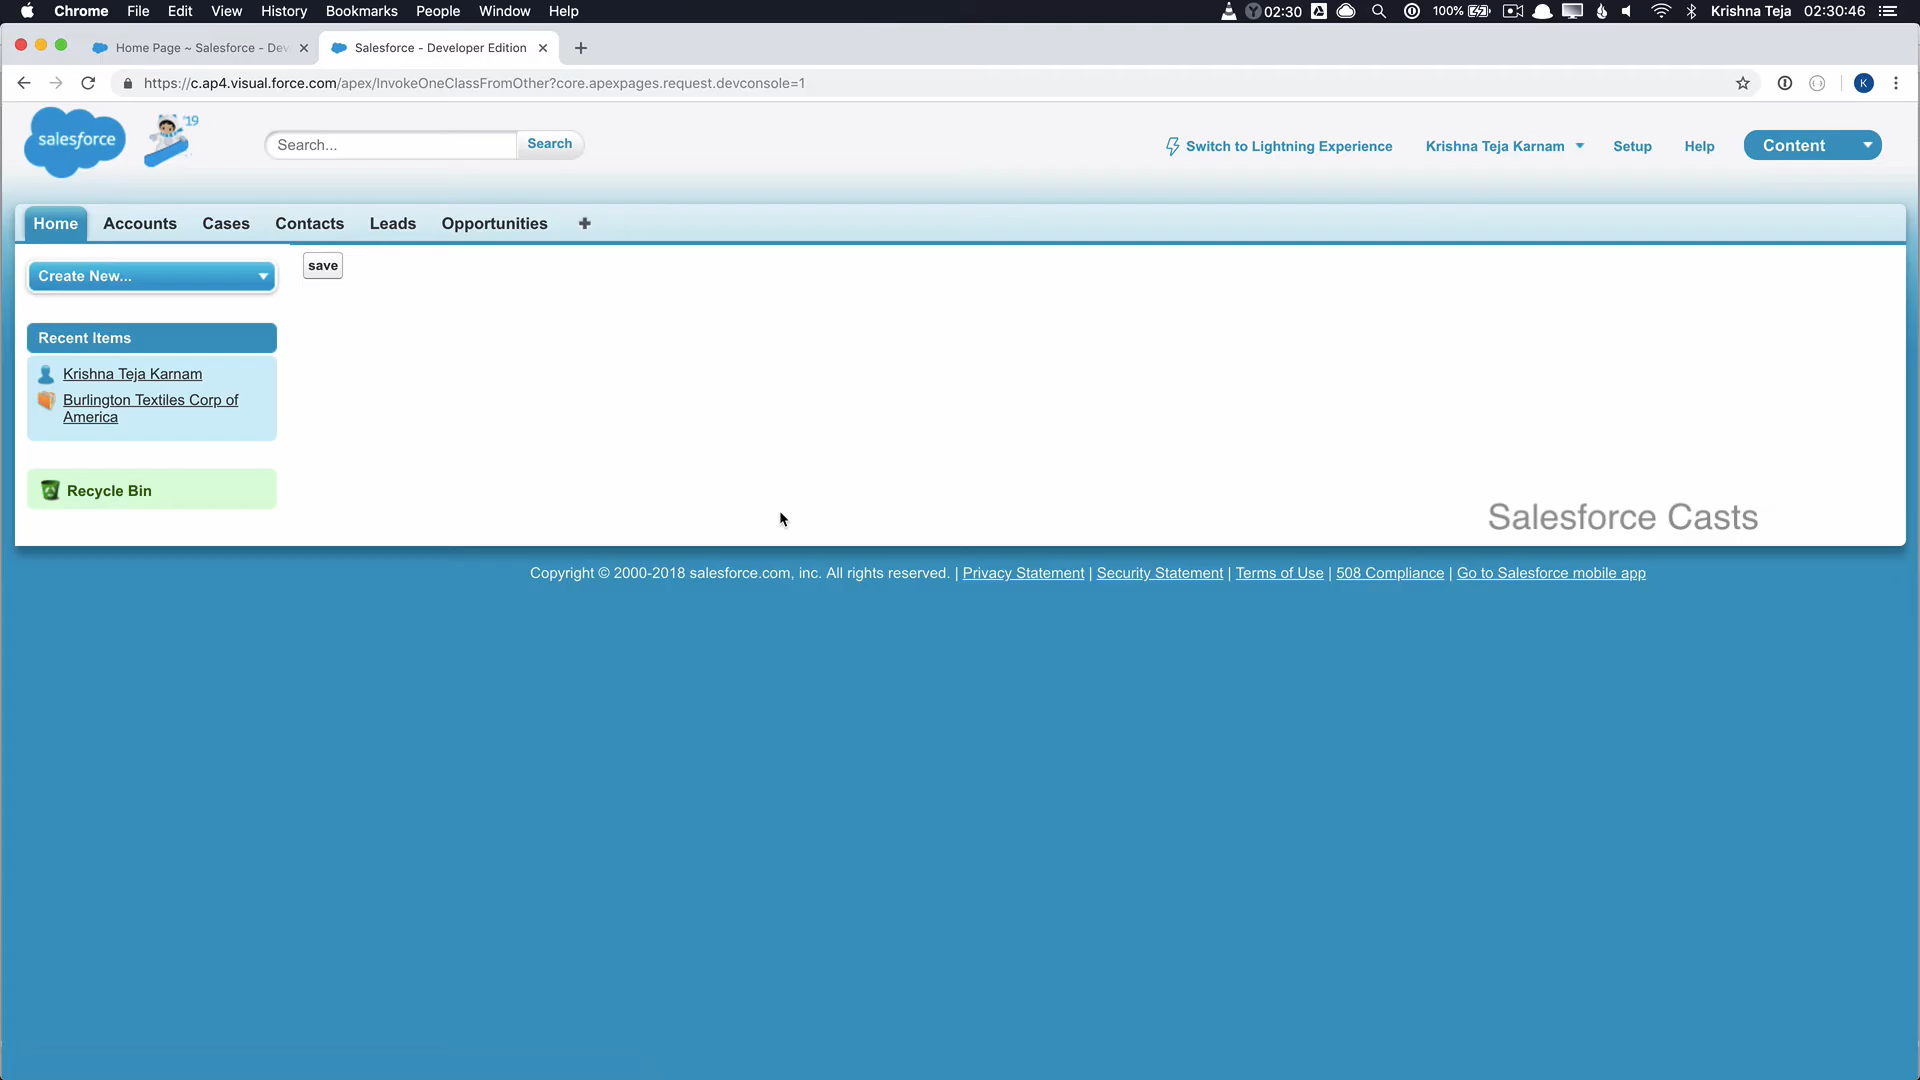 Chrome File Edit View History Bookmarks People Window Help 02:30 100% Krishna Teja 02:30:46
Home Page ~ Salesforce - Dev
Salesforce - Developer Edition
https://c.ap4.visual.force.com/apex/InvokeOneClassFromOther?core.apexpages.request.devconsole=1
K
salesforce
'19
Search...
Search
Switch to Lightning Experience
Krishna Teja Karnam
Setup
Help
Content
Home Accounts Cases Contacts Leads Opportunities
Create New...
save
Recent Items
Krishna Teja Karnam
Burlington Textiles Corp of
America
Recycle Bin
Salesforce Casts
Copyright © 2000-2018 salesforce.com, inc. All rights reserved. | Privacy Statement | Security Statement | Terms of Use | 508 Compliance | Go to Salesforce mobile app